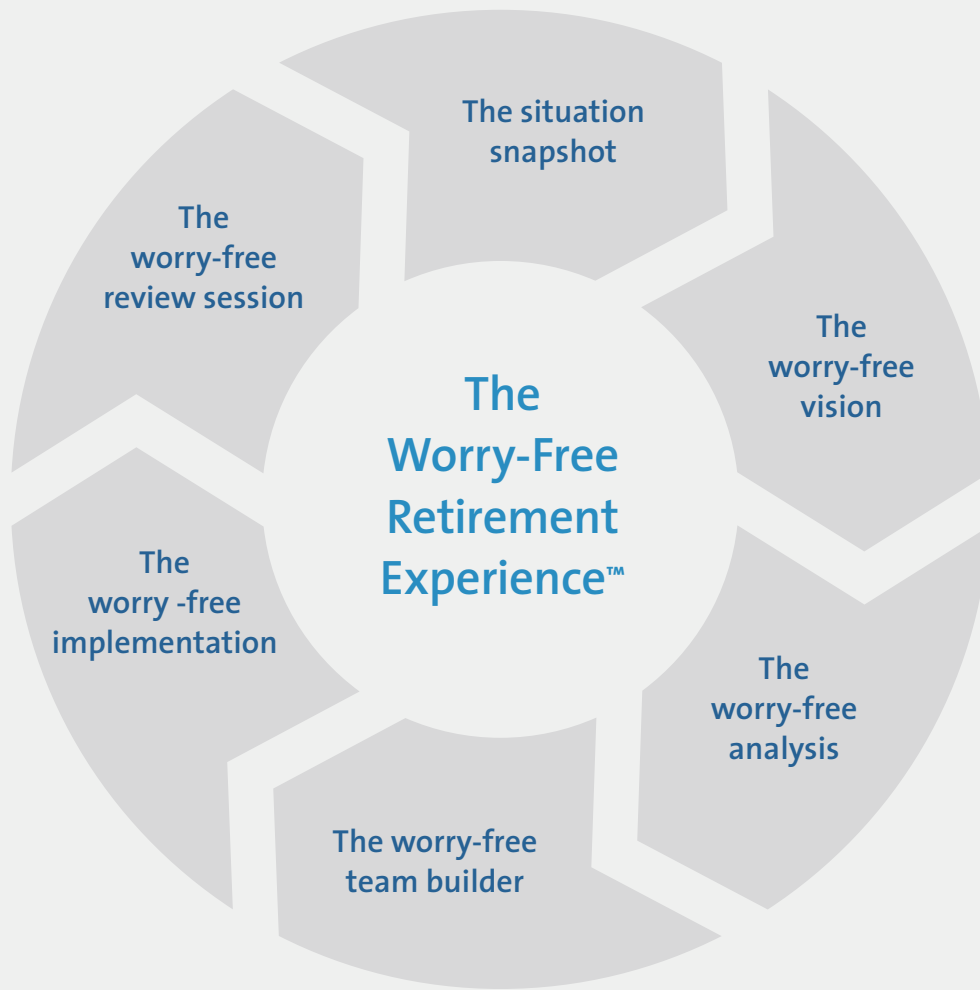 The situation
snapshot
The
worry-free
vision
The
worry-free
analysis
The worry-free
team builder
The
worry -free
implementation
The
worry-free
review session
The
Worry-Free
Retirement
Experience™